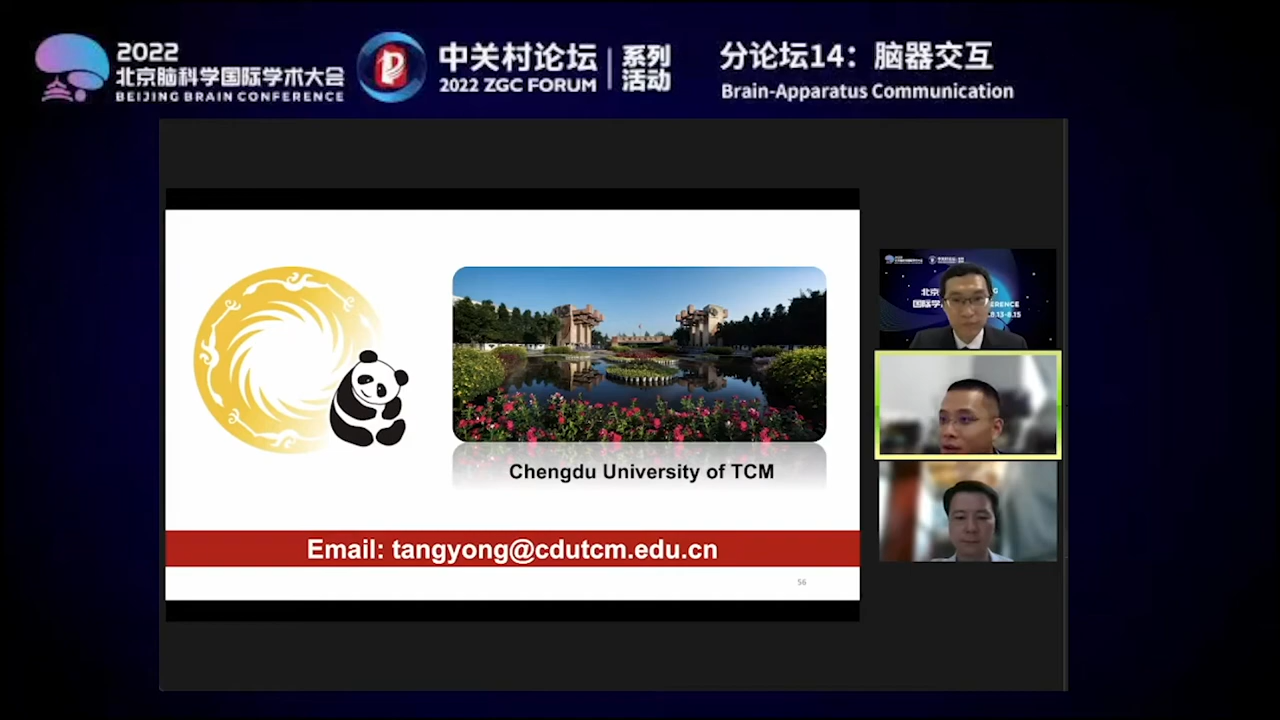 2022
北京脑科学国际学术大会
BEIJING BRAIN CONFERENCE
中关村论坛
2022 ZGC FORUM
系列
活动
分论坛14：脑器交互
Brain-Apparatus Communication
Chengdu University of TCM
Email: tangyong@cdutcm.edu.cn
56